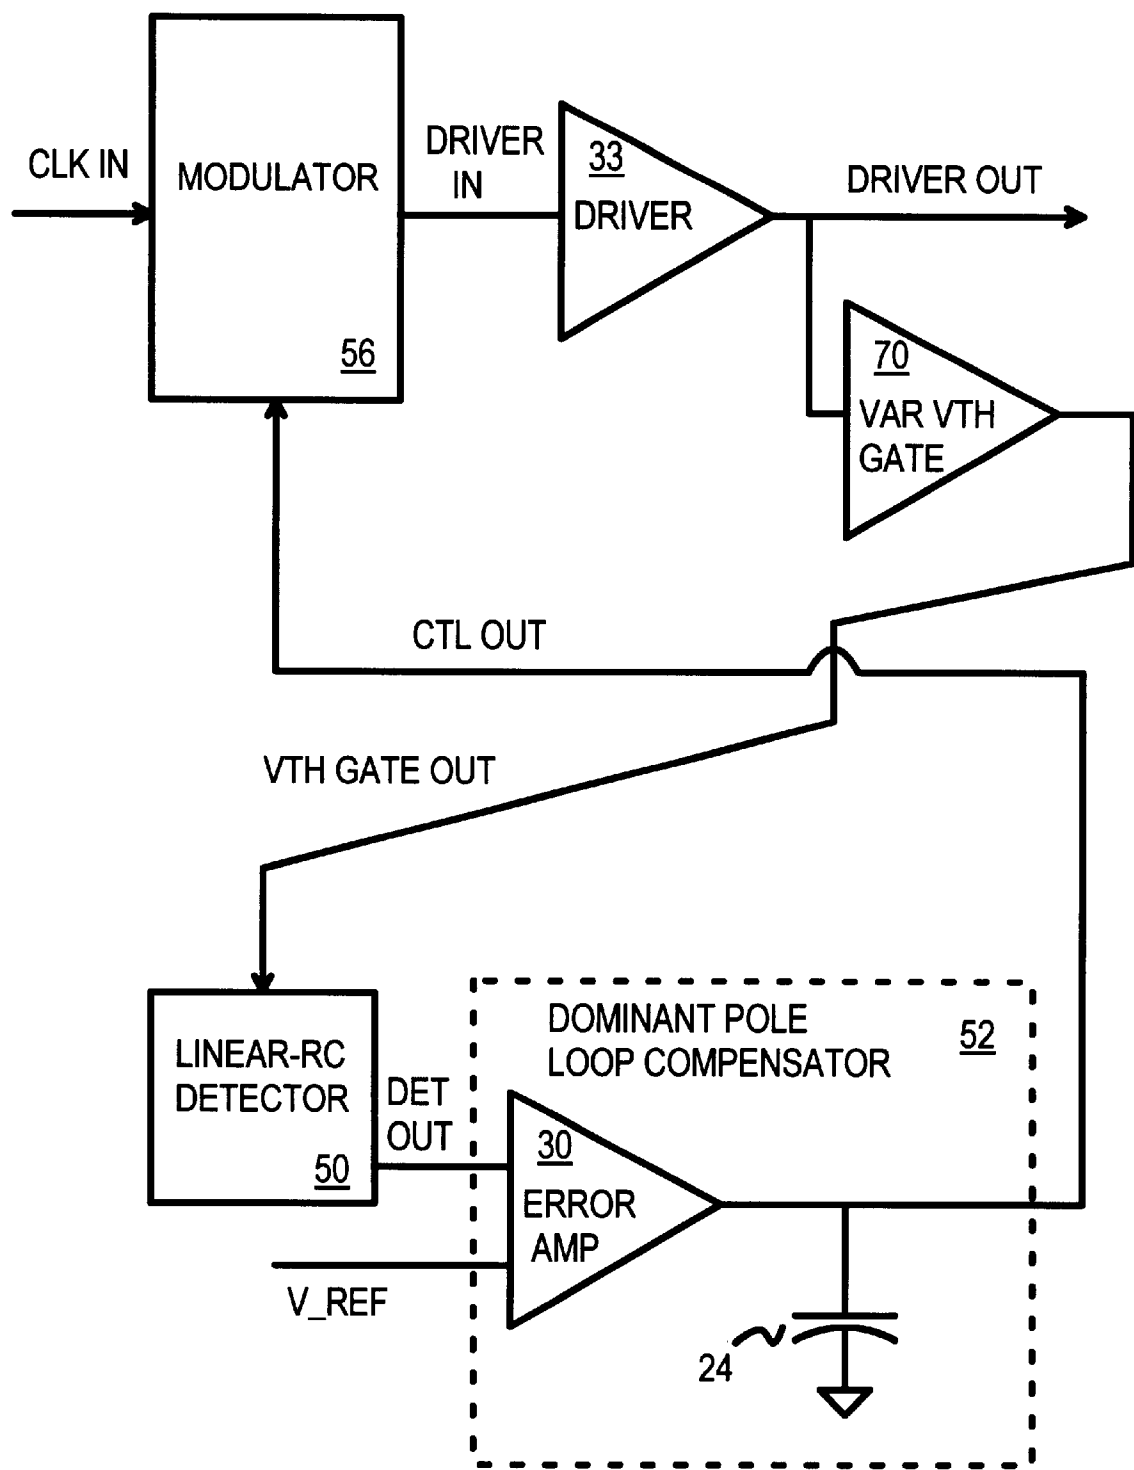 CLK IN
MODULATOR
56
DRIVER
IN
33
DRIVER
DRIVER OUT
70
VAR VTH
GATE
CTL OUT
VTH GATE OUT
LINEAR-RC
DETECTOR
50
DET
OUT
DOMINANT POLE
LOOP COMPENSATOR
52
30
ERROR
AMP
V_REF
24